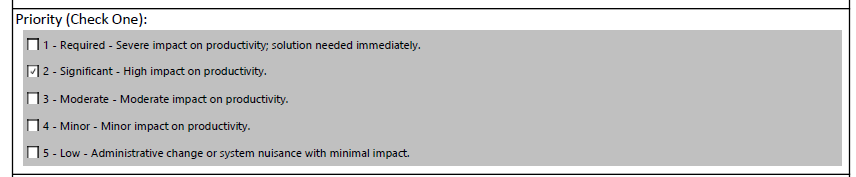 Priority (Check One):
1 - Required - Severe impact on productivity; solution needed immediately.
2 - Significant - High impact on productivity.
3 - Moderate - Moderate impact on productivity.
4 - Minor - Minor impact on productivity.
5 - Low - Administrative change or system nuisance with minimal impact.